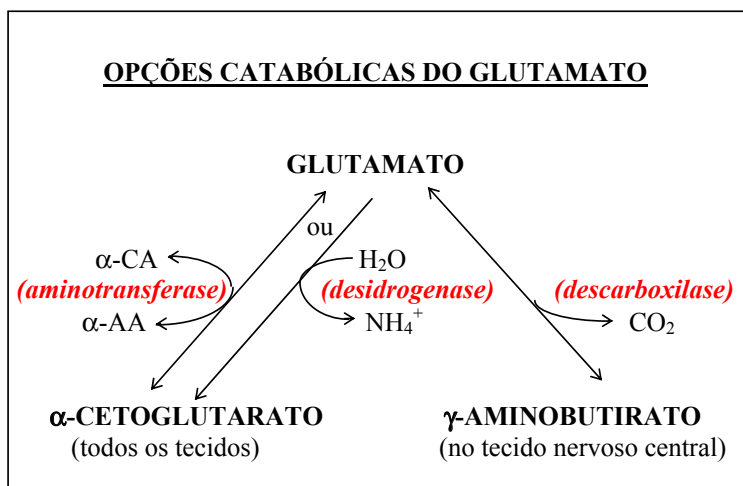 OPÇÕES CATABÓLICAS DO GLUTAMATO
GLUTAMATO
ou
α-CA H₂O
(aminotransferase) (desidrogenase) (descarboxilase)
α-AA NH₄⁺ CO₂
α-CETOGLUTARATO γ-AMINOBUTIRATO
(todos os tecidos) (no tecido nervoso central)